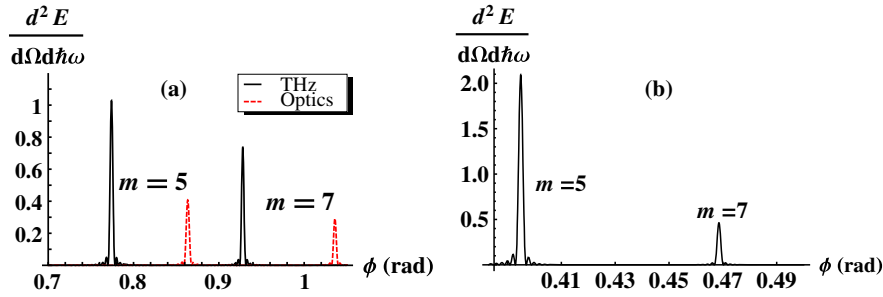 d² E
dΩdℏω
(a)
THz
Optics
1
0.8
0.6
0.4
0.2
m = 5
m = 7
0.7 0.8 0.9 1
ϕ (rad)
d² E
dΩdℏω
(b)
2.0
1.5
1.0
0.5
m =5
m =7
0.41 0.43 0.45 0.47 0.49
ϕ (rad)